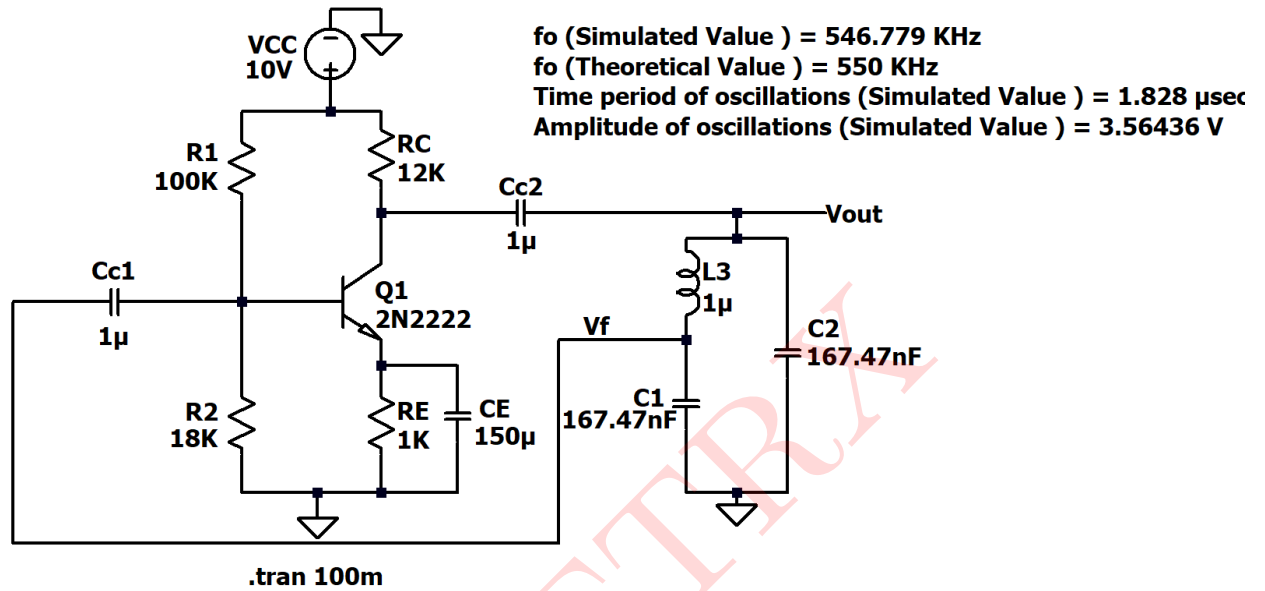 fo (Simulated Value ) = 546.779 KHz
fo (Theoretical Value ) = 550 KHz
Time period of oscillations (Simulated Value ) = 1.828 µsec
Amplitude of oscillations (Simulated Value ) = 3.56436 V
VCC
10V
R1
100K
RC
12K
Cc2
1µ
Vout
Cc1
1µ
Q1
2N2222
L3
1µ
Vf
C2
167.47nF
C1
167.47nF
R2
18K
RE
1K
CE
150µ
.tran 100m